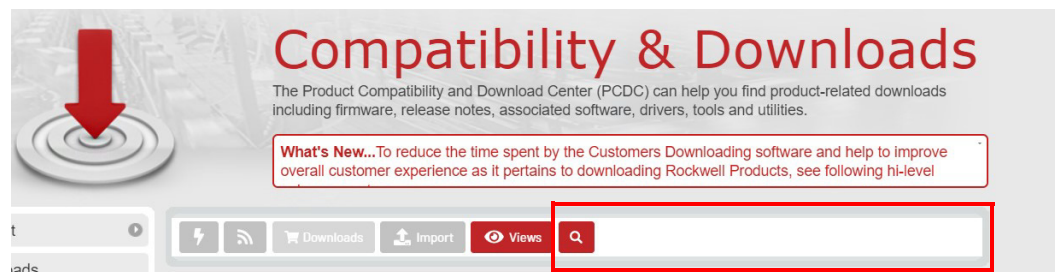 Compatibility & Downloads
The Product Compatibility and Download Center (PCDC) can help you find product-related downloads
including firmware, release notes, associated software, drivers, tools and utilities.
What's New...To reduce the time spent by the Customers Downloading software and help to improve
overall customer experience as it pertains to downloading Rockwell Products, see following hi-level
t
Downloads Import Views
ads